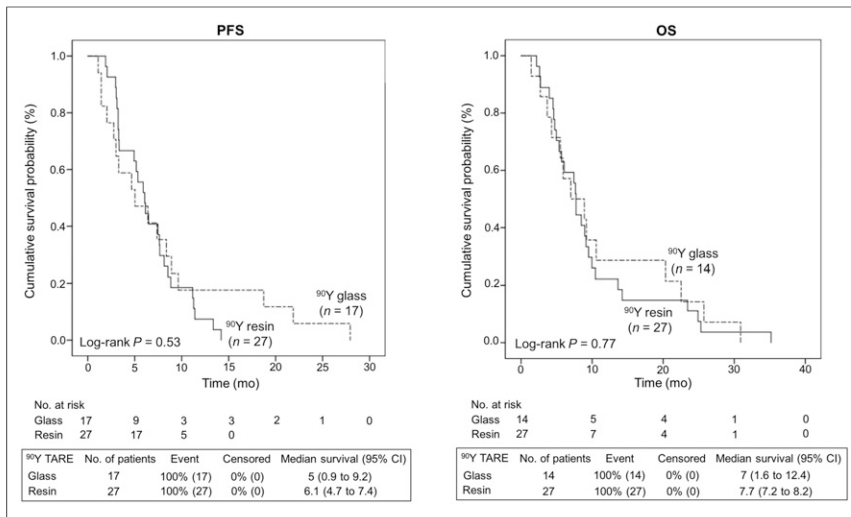 PFS
Cumulative survival probability (%)
1.0
0.8
0.6
0.4
0.2
0.0
⁹⁰Y glass
(n = 17)
⁹⁰Y resin
(n = 27)
Log-rank P = 0.53
0 5 10 15 20 25 30
Time (mo)
No. at risk
Glass 17 9 3 3 2 1 0
Resin 27 17 5 0
⁹⁰Y TARE No. of patients Event Censored Median survival (95% CI)
Glass 17 100% (17) 0% (0) 5 (0.9 to 9.2)
Resin 27 100% (27) 0% (0) 6.1 (4.7 to 7.4)
OS
Cumulative survival probability (%)
1.0
0.8
0.6
0.4
0.2
0.0
⁹⁰Y glass
(n = 14)
⁹⁰Y resin
(n = 27)
Log-rank P = 0.77
0 10 20 30 40
Time (mo)
No. at risk
Glass 14 5 4 1 0
Resin 27 7 4 1 0
⁹⁰Y TARE No. of patients Event Censored Median survival (95% CI)
Glass 14 100% (14) 0% (0) 7 (1.6 to 12.4)
Resin 27 100% (27) 0% (0) 7.7 (7.2 to 8.2)